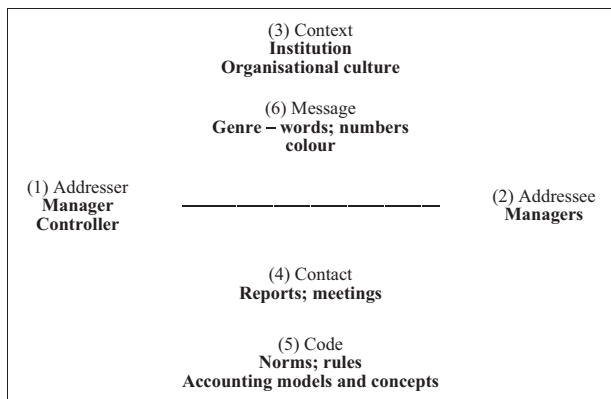 (3) Context
Institution
Organisational culture
(6) Message
Genre – words; numbers
colour
(1) Addresser
Manager
Controller
(2) Addressee
Managers
(4) Contact
Reports; meetings
(5) Code
Norms; rules
Accounting models and concepts